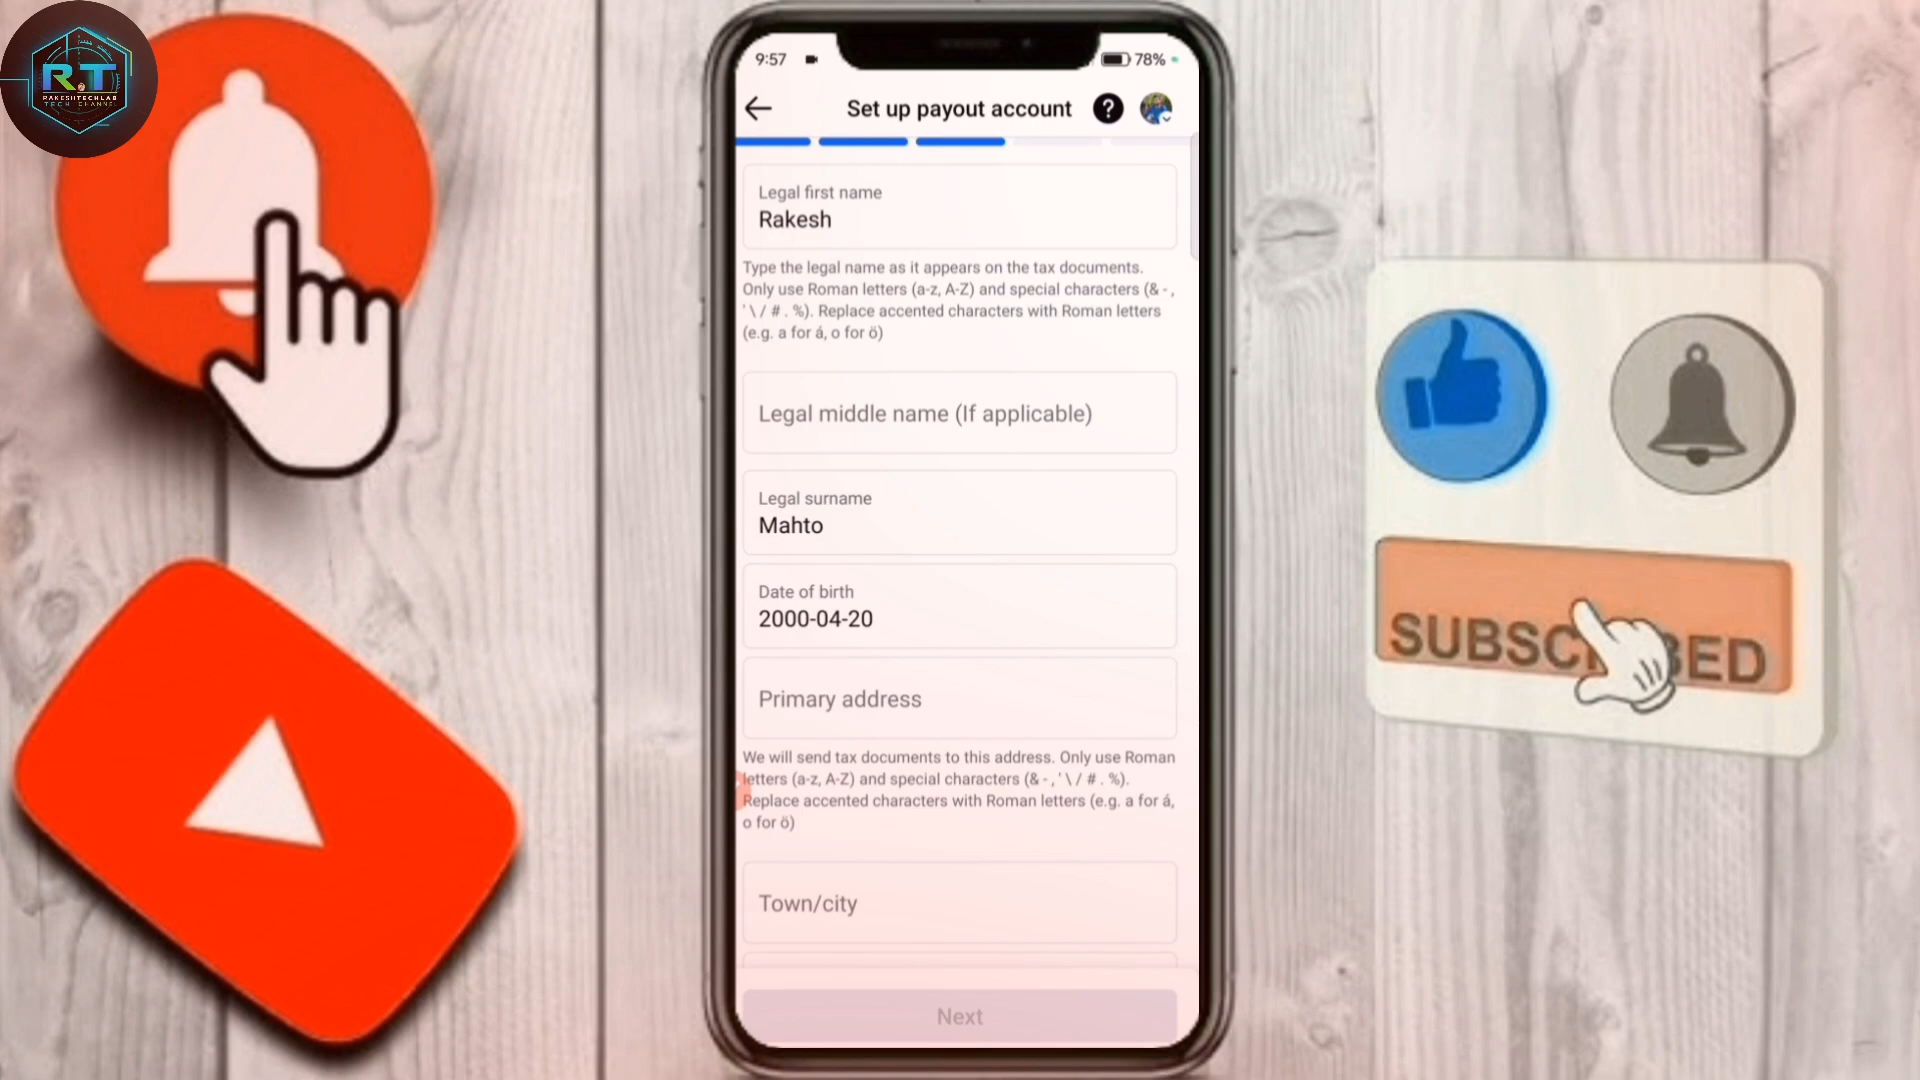 R.T
RAKESHTECHLAB
TECH CHANNEL
9:57
78%
Set up payout account
?
Legal first name
Rakesh
Type the legal name as it appears on the tax documents.
Only use Roman letters (a-z, A-Z) and special characters (& - ,
' \ / # . %). Replace accented characters with Roman letters
(e.g. a for á, o for ö)
Legal middle name (If applicable)
Legal surname
Mahto
Date of birth
2000-04-20
Primary address
We will send tax documents to this address. Only use Roman
letters (a-z, A-Z) and special characters (& - , ' \ / # . %).
Replace accented characters with Roman letters (e.g. a for á,
o for ö)
Town/city
Next
SUBSCRIBED